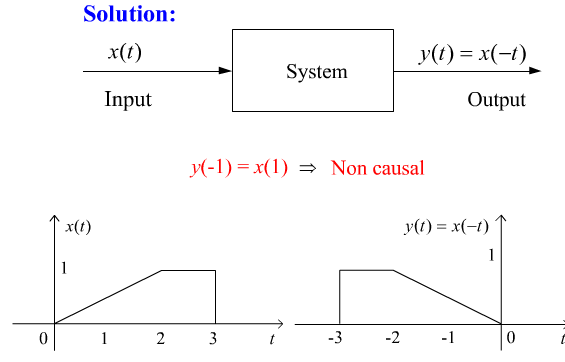 Solution:
x(t) y(t) = x(−t)
System
Input Output
y(-1) = x(1) ⇒ Non causal
x(t) y(t) = x(−t)
1 1
0 1 2 3 t -3 -2 -1 0 t